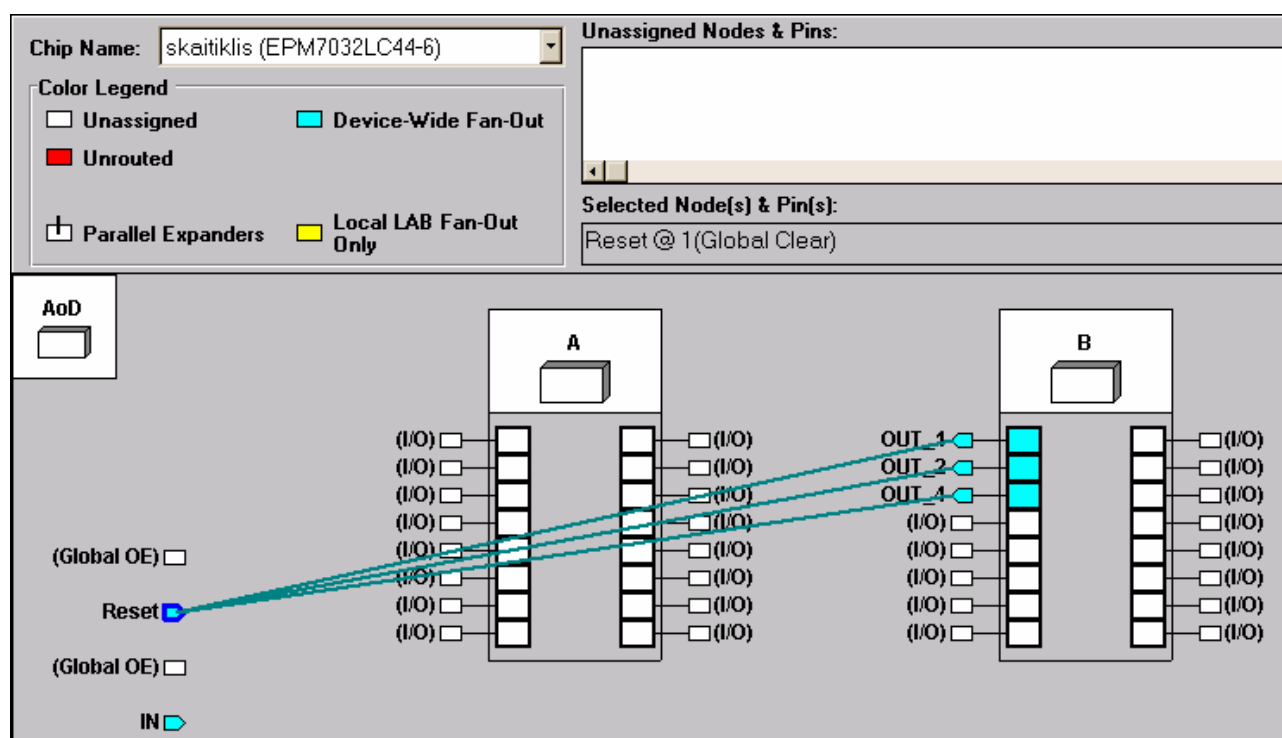 Chip Name: skaitiklis (EPM7032LC44-6)
Color Legend
Unassigned
Device-Wide Fan-Out
Unrouted
Parallel Expanders
Local LAB Fan-Out
Only
Unassigned Nodes & Pins:
Selected Node(s) & Pin(s):
Reset @ 1(Global Clear)
AoD
A
B
(I/O) (I/O) OUT_1 (I/O)
(I/O) (I/O) OUT_2 (I/O)
(I/O) (I/O) OUT_4 (I/O)
(I/O) (I/O) (I/O) (I/O)
(I/O) (I/O) (I/O) (I/O)
(I/O) (I/O) (I/O) (I/O)
(I/O) (I/O) (I/O) (I/O)
(I/O) (I/O) (I/O) (I/O)
(Global OE)
Reset
(Global OE)
IN